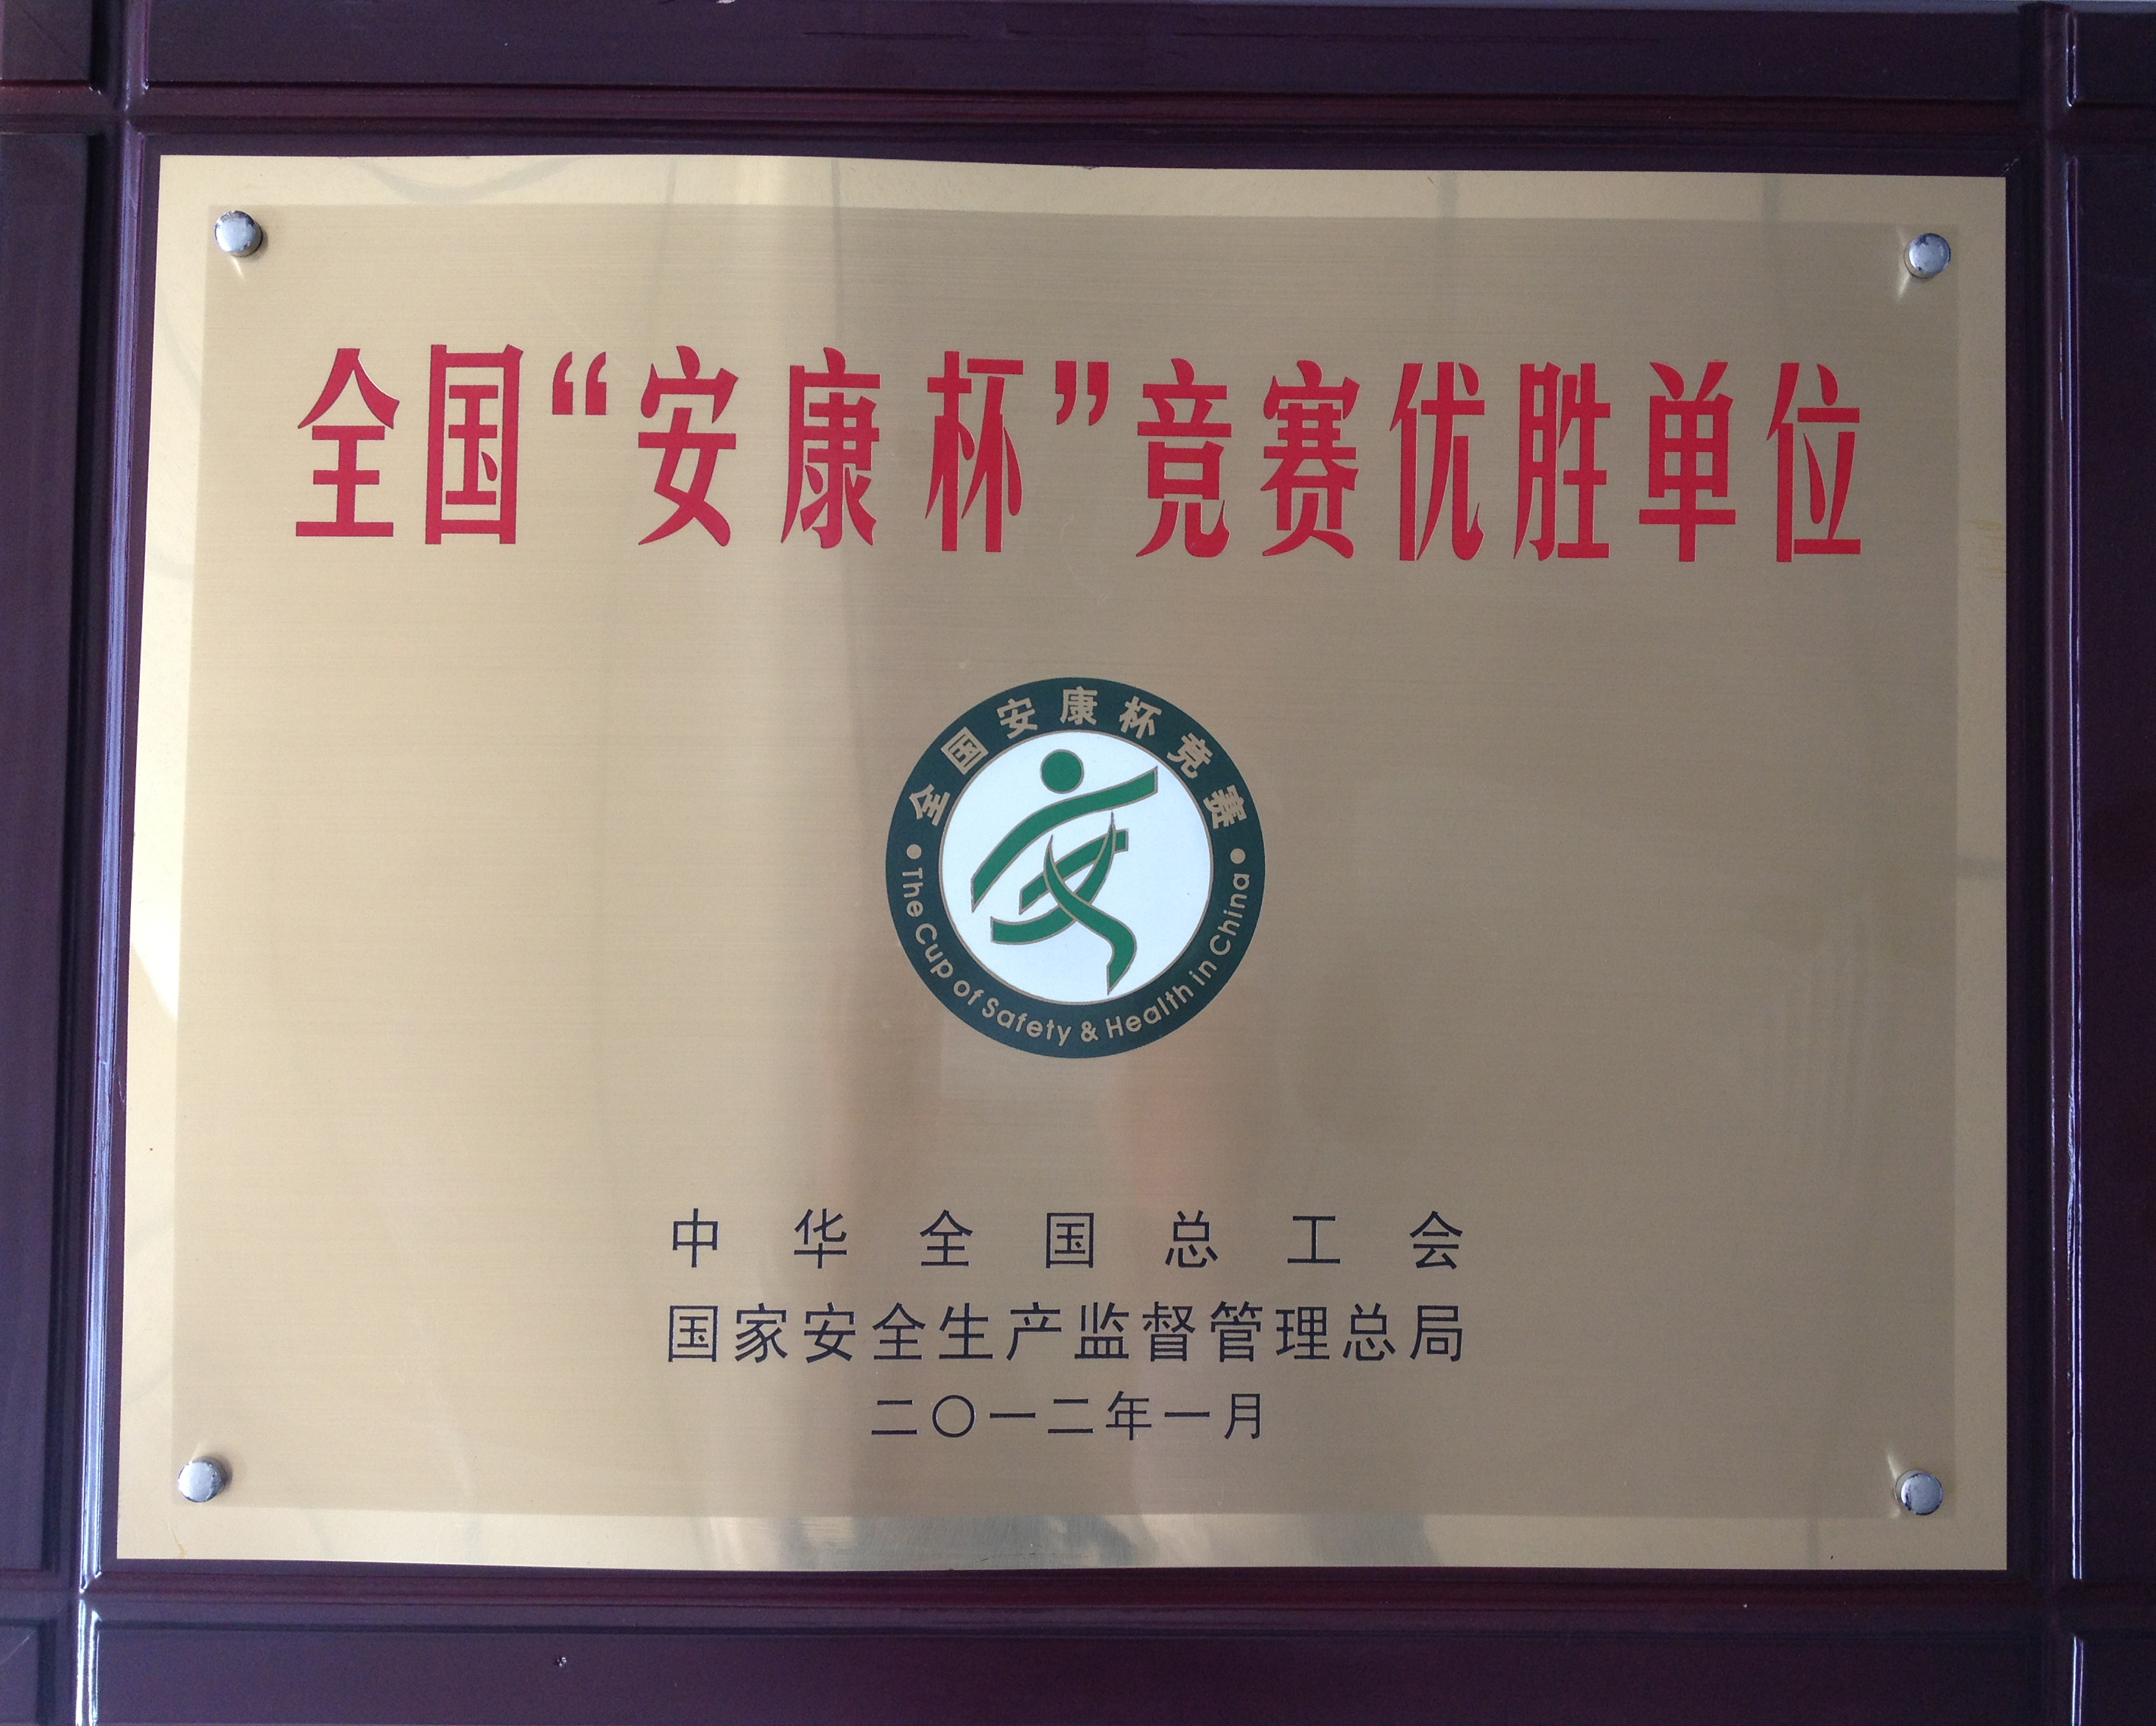 全国“安康杯”竞赛优胜单位
全国安康杯竞赛
The Cup of Safety & Health in China
中华全国总工会
国家安全生产监督管理总局
二〇一二年一月